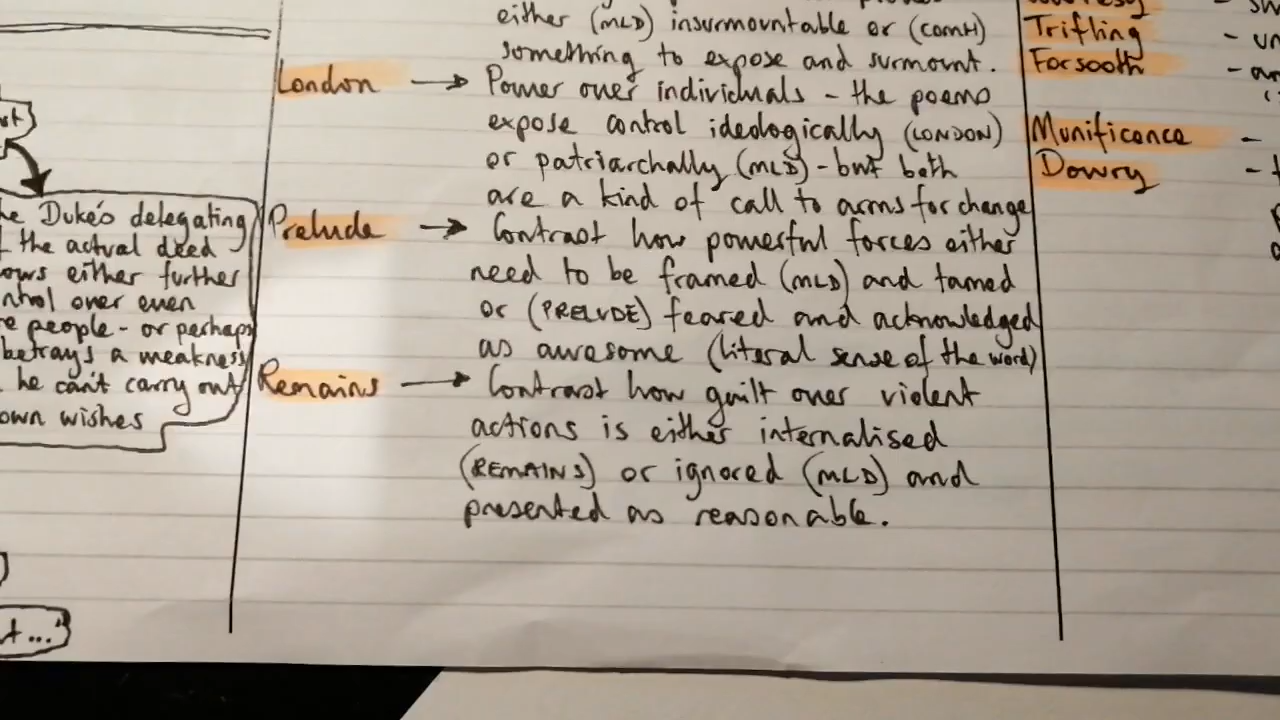 either (MLD) insurmountable or (COMH)
something to expose and surmount.
London → Power over individuals - the poems
expose control ideologically (LONDON)
or patriarchally (MLD) - but both
are a kind of call to arms for change
Prelude → Contrast how powerful forces either
need to be framed (MLD) and tamed
or (PRELUDE) feared and acknowledged
as awesome (literal sense of the word)
Remains → Contrast how guilt over violent
actions is either internalised
(REMAINS) or ignored (MLD) and
presented as reasonable.
Duke's delegating
the actual deed
either further
over even
people - or perhaps
betrays a weakness
he can't carry out
own wishes
Trifling - un
Forsooth - an
Munificence -
Dowry -